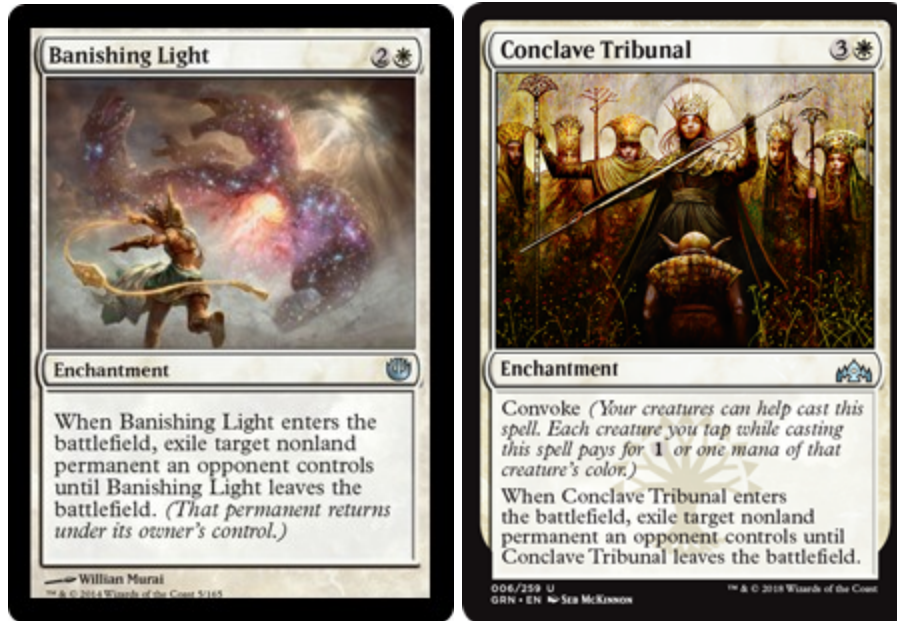 Banishing Light 2
Enchantment
When Banishing Light enters the
battlefield, exile target nonland
permanent an opponent controls
until Banishing Light leaves the
battlefield. (That permanent returns
under its owner's control.)
Willian Murai
™ & © 2014 Wizards of the Coast 5/165
Conclave Tribunal 3
Enchantment
Convoke (Your creatures can help cast this
spell. Each creature you tap while casting
this spell pays for 1 or one mana of that
creature's color.)
When Conclave Tribunal enters
the battlefield, exile target nonland
permanent an opponent controls until
Conclave Tribunal leaves the battlefield.
006/259 U ™ & © 2018 Wizards of the Coast
GRN • EN Seb McKinnon